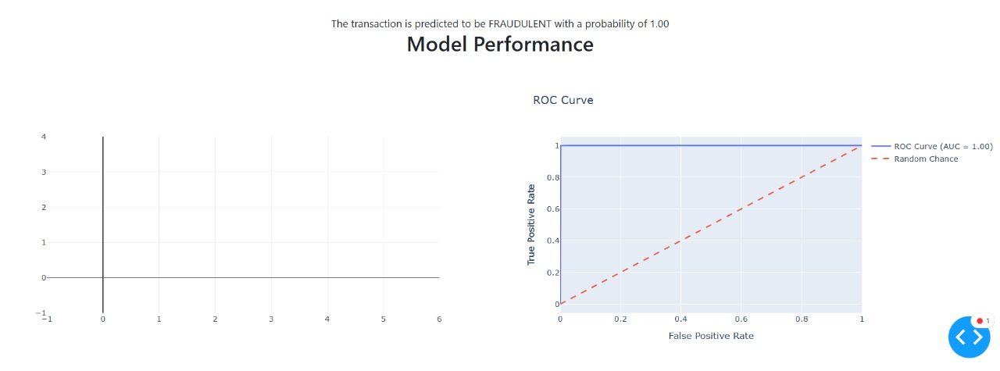 The transaction is predicted to be FRAUDULENT with a probability of 1.00
Model Performance
4
3
2
1
0
−1
−1 0 1 2 3 4 5 6
ROC Curve
True Positive Rate
1
0.8
0.6
0.4
0.2
0
0 0.2 0.4 0.6 0.8 1
False Positive Rate
ROC Curve (AUC = 1.00)
Random Chance
1